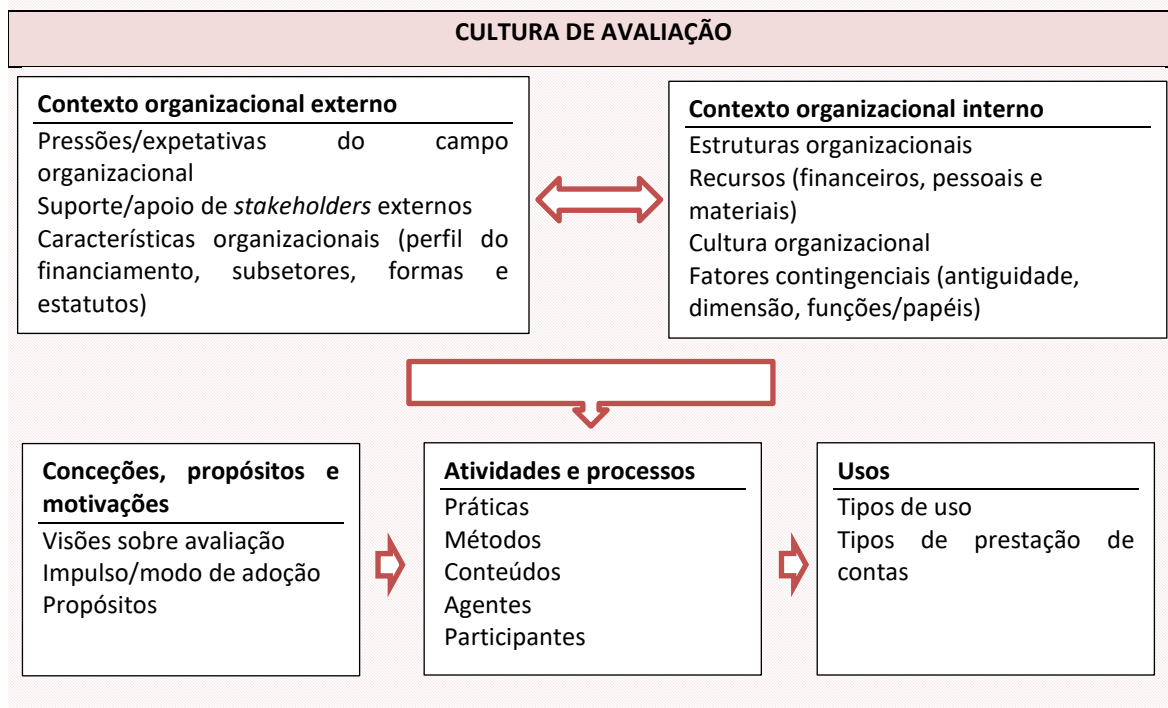 CULTURA DE AVALIAÇÃO
Contexto organizacional externo
Pressões/expetativas do campo
organizacional
Suporte/apoio de stakeholders externos
Características organizacionais (perfil do
financiamento, subsetores, formas e
estatutos)
Contexto organizacional interno
Estruturas organizacionais
Recursos (financeiros, pessoais e
materiais)
Cultura organizacional
Fatores contingenciais (antiguidade,
dimensão, funções/papéis)
Conceções, propósitos e
motivações
Visões sobre avaliação
Impulso/modo de adoção
Propósitos
Atividades e processos
Práticas
Métodos
Conteúdos
Agentes
Participantes
Usos
Tipos de uso
Tipos de prestação de
contas